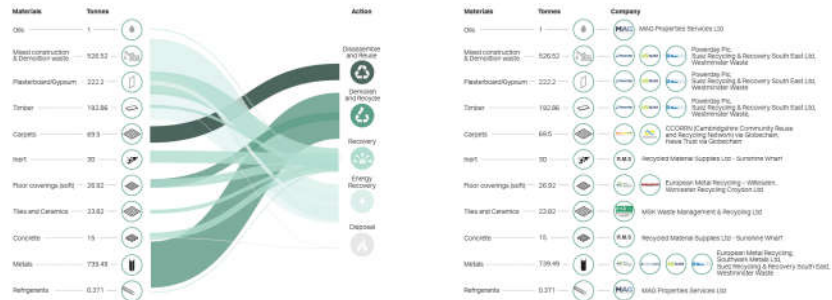 Materials Tonnes Action
Oils 1
Mixed construction
& Demolition waste 526.52
Plasterboard/Gypsum 222.2
Timber 192.86
Carpets 69.5
Inert 30
Floor coverings (soft) 26.92
Tiles and Ceramics 23.62
Concrete 15
Metals 739.49
Refrigerants 0.371
Disassemble
and Reuse
Demolish
and Recycle
Recovery
Energy
Recovery
Disposal
Materials Tonnes Company
Oils 1 MAG MAG Properties Services Ltd
Mixed construction
& Demolition waste 526.52 Powerday Plc,
Suez Recycling & Recovery South East Ltd,
Westminster Waste
Plasterboard/Gypsum 222.2 Powerday Plc,
Suez Recycling & Recovery South East Ltd,
Westminster Waste
Timber 192.86 Powerday Plc,
Suez Recycling & Recovery South East Ltd,
Westminster Waste
Carpets 69.5 CCORRN (Cambridgeshire Community Reuse
and Recycling Network) via Globechain,
Trust via Globechain
Inert 30 R.M.S Recycled Material Supplies Ltd - Sunshine Wharf
Floor coverings (soft) 26.92 European Metal Recycling - Willesden,
Worcester Recycling Croydon Ltd
Tiles and Ceramics 23.62 MSK Waste Management & Recycling Ltd
Concrete 15 R.M.S Recycled Material Supplies Ltd - Sunshine Wharf
Metals 739.49 European Metal Recycling,
Southwark Metals Ltd,
Suez Recycling & Recovery South East Ltd,
Westminster Waste
Refrigerants 0.371 MAG MAG Properties Services Ltd